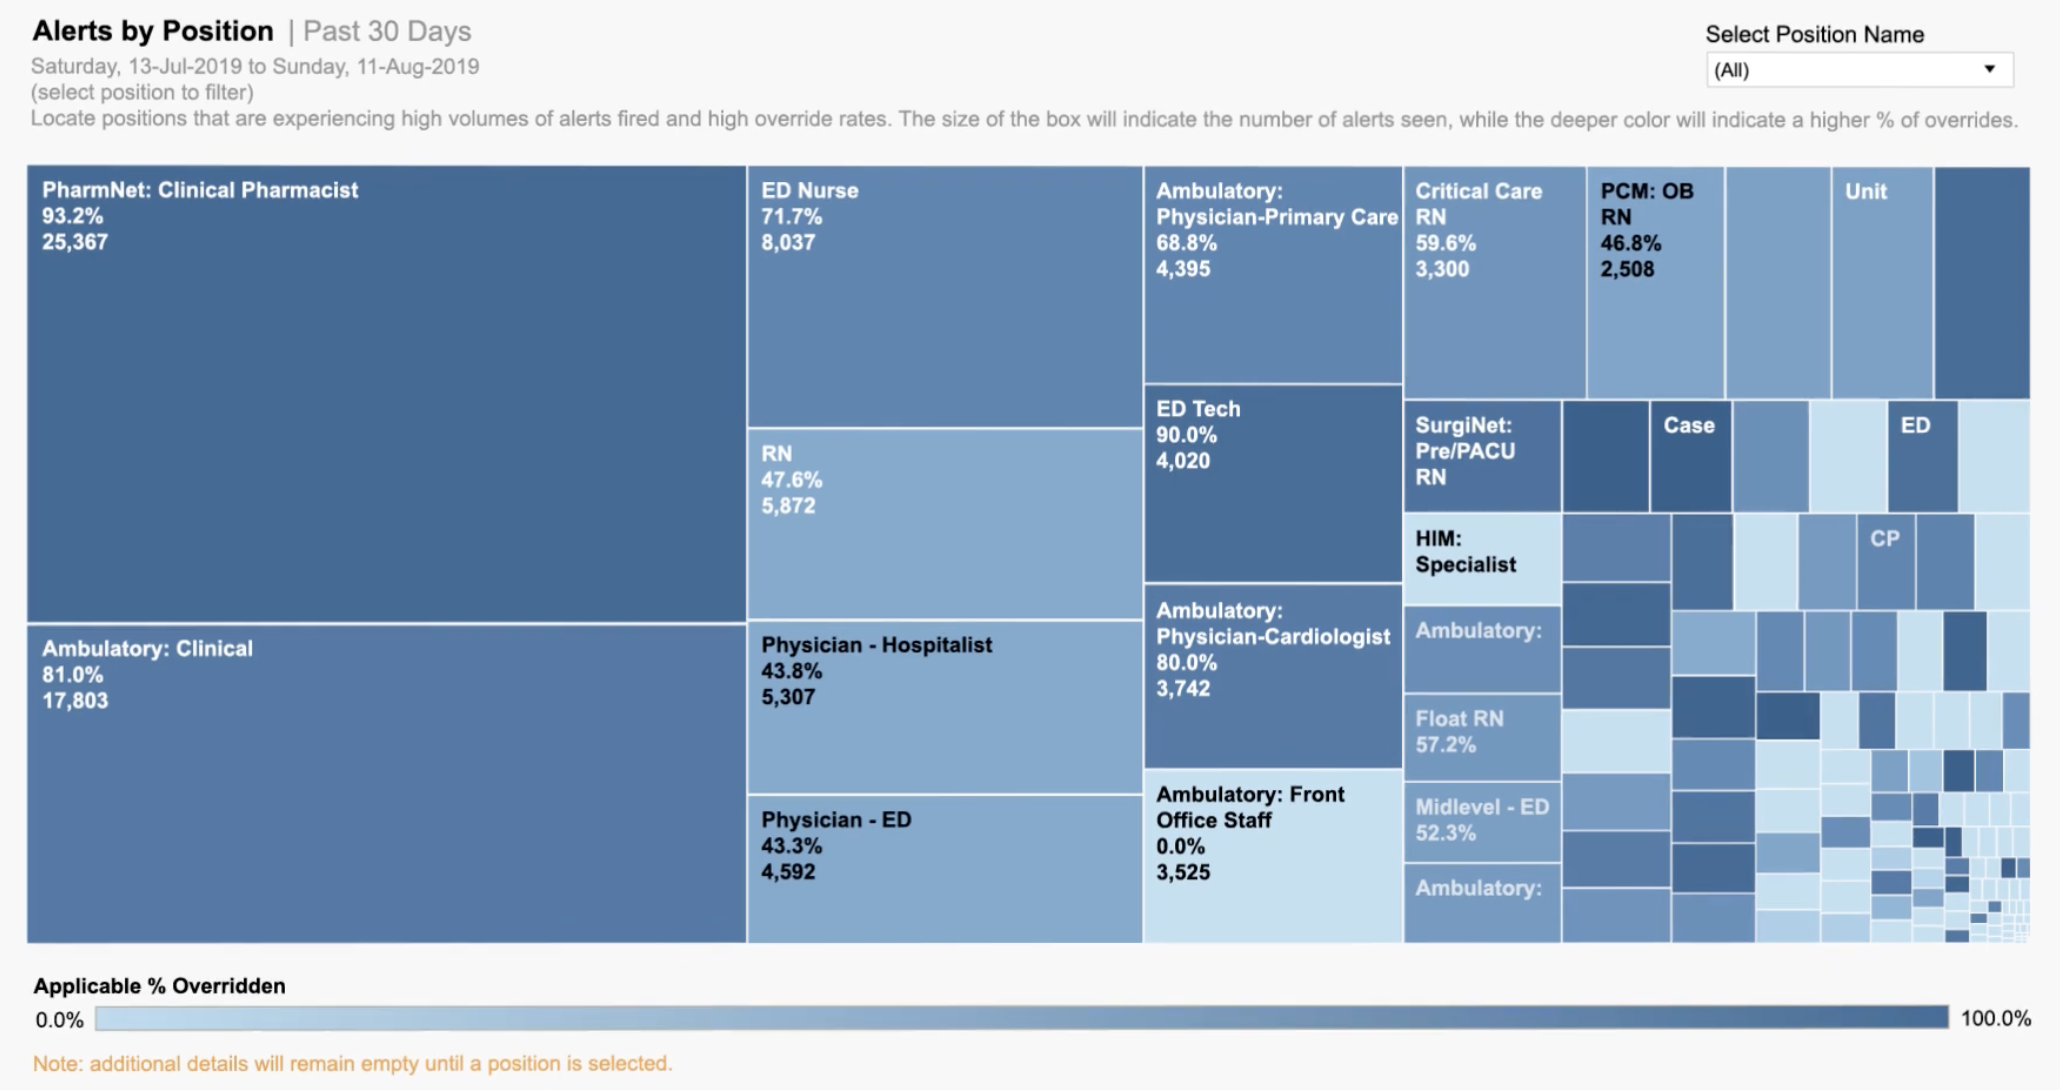 Alerts by Position | Past 30 Days
Saturday, 13-Jul-2019 to Sunday, 11-Aug-2019
(select position to filter)
Locate positions that are experiencing high volumes of alerts fired and high override rates. The size of the box will indicate the number of alerts seen, while the deeper color will indicate a higher % of overrides.
Select Position Name
(All)
PharmNet: Clinical Pharmacist
93.2%
25,367
Ambulatory: Clinical
81.0%
17,803
ED Nurse
71.7%
8,037
RN
47.6%
5,872
Physician - Hospitalist
43.8%
5,307
Physician - ED
43.3%
4,592
Ambulatory:
Physician-Primary Care
68.8%
4,395
ED Tech
90.0%
4,020
Ambulatory:
Physician-Cardiologist
80.0%
3,742
Ambulatory: Front
Office Staff
0.0%
3,525
Critical Care
RN
59.6%
3,300
PCM: OB
RN
46.8%
2,508
Unit
SurgiNet:
Pre/PACU
RN
Case
ED
HIM:
Specialist
CP
Ambulatory:
Float RN
57.2%
Midlevel - ED
52.3%
Ambulatory:
Applicable % Overridden
0.0%
100.0%
Note: additional details will remain empty until a position is selected.